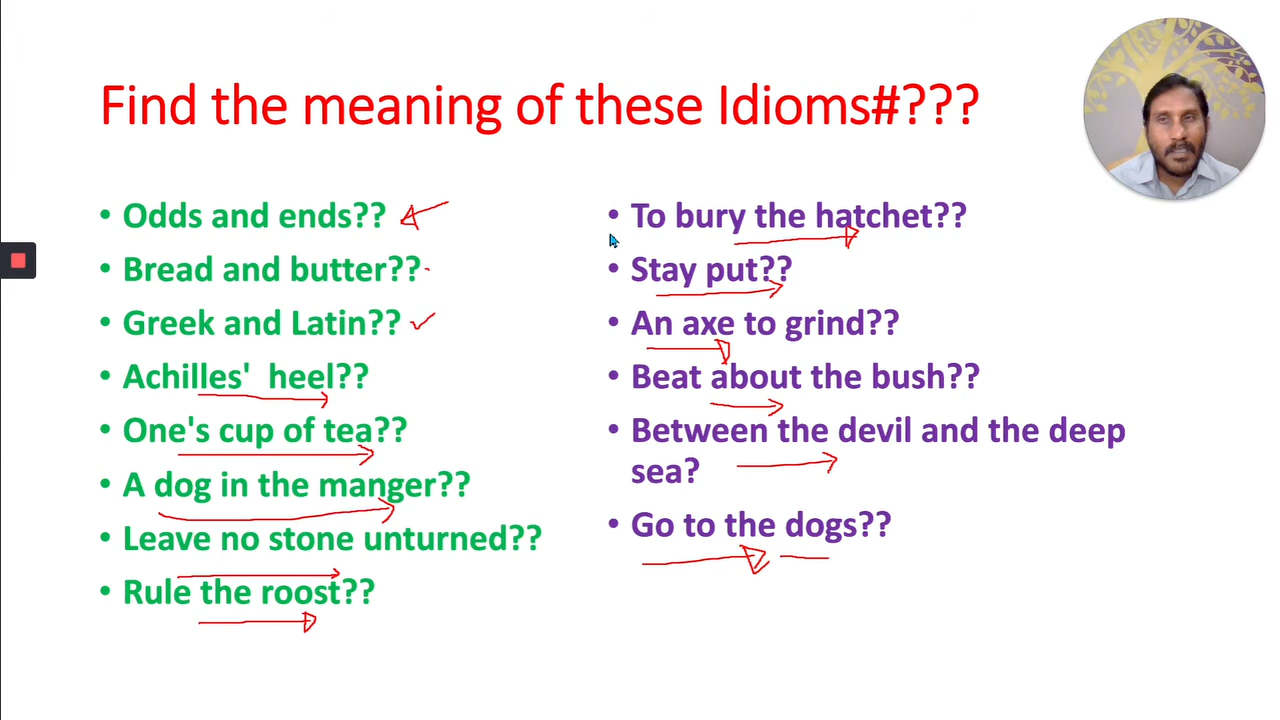 Find the meaning of these Idioms#???
• Odds and ends??
• Bread and butter??
• Greek and Latin??
• Achilles'  heel??
• One's cup of tea??
• A dog in the manger??
• Leave no stone unturned??
• Rule the roost??
• To bury the hatchet??
• Stay put??
• An axe to grind??
• Beat about the bush??
• Between the devil and the deep
sea?
• Go to the dogs??